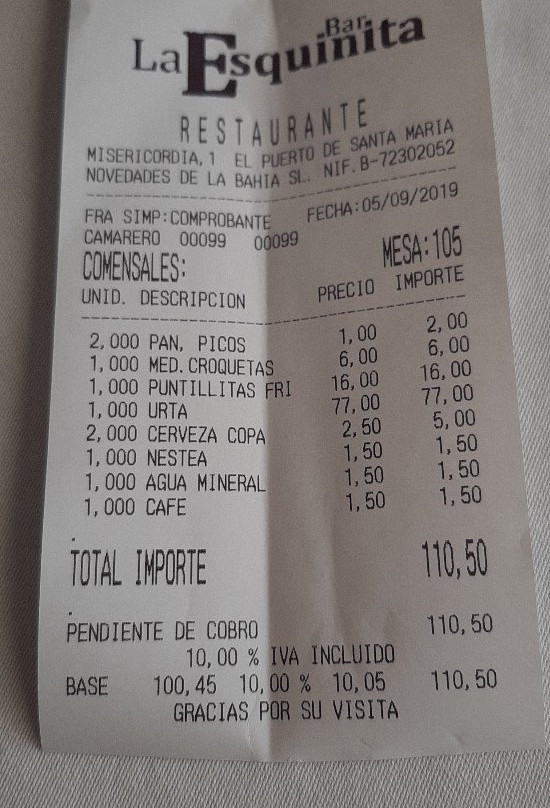 Bar
La Esquinita
RESTAURANTE
MISERICORDIA, 1 EL PUERTO DE SANTA MARIA
NOVEDADES DE LA BAHIA SL. NIF. B-72302052
FRA SIMP: COMPROBANTE FECHA: 05/09/2019
CAMARERO 00099 00099
COMENSALES: MESA: 105
UNID. DESCRIPCION PRECIO IMPORTE
2,000 PAN, PICOS 1,00 2,00
1,000 MED. CROQUETAS 6,00 6,00
1,000 PUNTILLITAS FRI 16,00 16,00
1,000 URTA 77,00 77,00
2,000 CERVEZA COPA 2,50 5,00
1,000 NESTEA 1,50 1,50
1,000 AGUA MINERAL 1,50 1,50
1,000 CAFE 1,50 1,50
TOTAL IMPORTE 110,50
PENDIENTE DE COBRO 110,50
10,00 % IVA INCLUIDO
BASE 100,45 10,00 % 10,05 110,50
GRACIAS POR SU VISITA